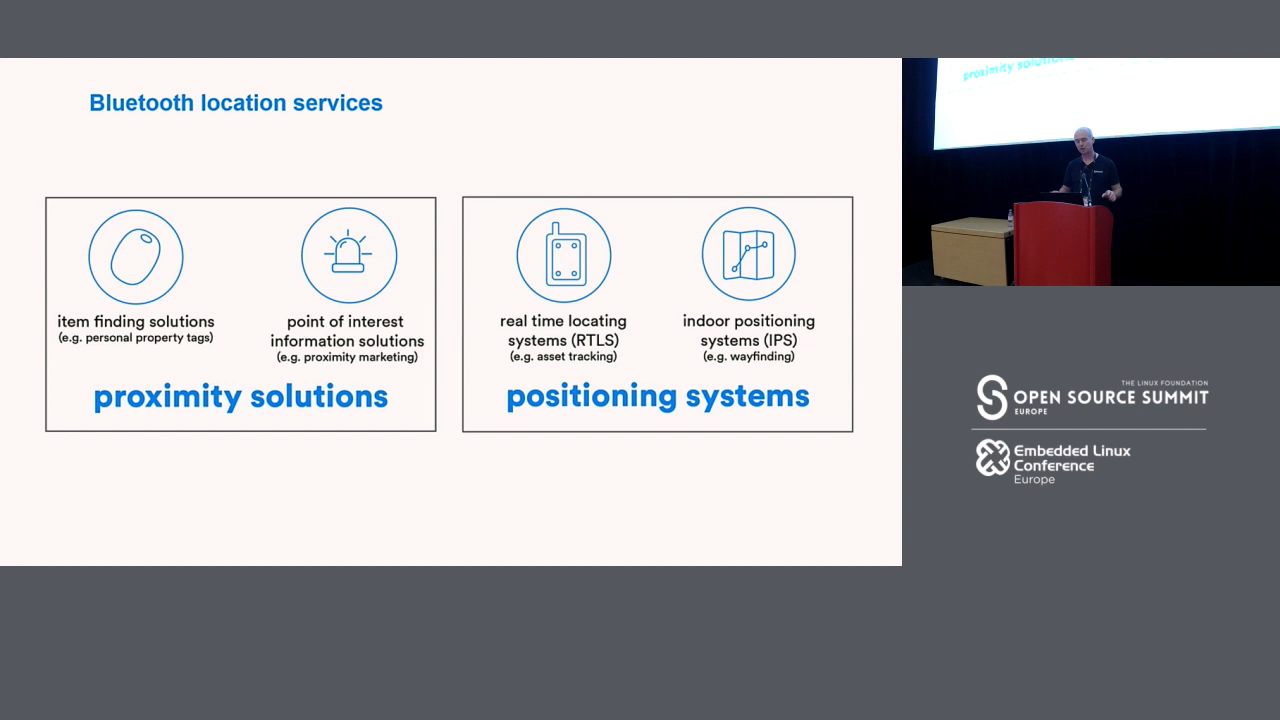 Bluetooth location services
item finding solutions
(e.g. personal property tags)
point of interest
information solutions
(e.g. proximity marketing)
proximity solutions
real time locating
systems (RTLS)
(e.g. asset tracking)
indoor positioning
systems (IPS)
(e.g. wayfinding)
positioning systems
proximity solutions
THE LINUX FOUNDATION
OPEN SOURCE SUMMIT
EUROPE
Embedded Linux
Conference
Europe